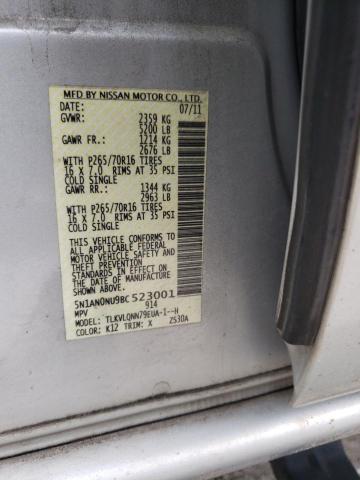 MFD BY NISSAN MOTOR CO., LTD.
DATE: 07/11
GVWR: 2359 KG
5200 LB
GAWR FR.: 1214 KG
2676 LB
WITH P265/70R16 TIRES
16 X 7.0 RIMS AT 35 PSI
COLD SINGLE
GAWR RR.: 1344 KG
2963 LB
WITH P265/70R16 TIRES
16 X 7.0 RIMS AT 35 PSI
COLD SINGLE
THIS VEHICLE CONFORMS TO
ALL APPLICABLE FEDERAL
MOTOR VEHICLE SAFETY
STANDARDS IN EFFECT ON
THE DATE OF MANUFACTURE
SHOWN ABOVE.
5N1AN0NU9BC523001
MPV 914
MODEL: TLKVLQNN79EUA-I--H
COLOR: K12 TRIM: X ZS30A